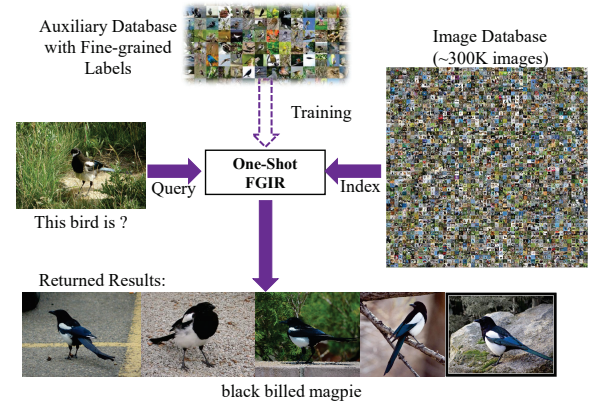 Auxiliary Database
with Fine-grained
Labels
Image Database
(~300K images)
Training
One-Shot
FGIR
Query
Index
This bird is ?
Returned Results:
black billed magpie